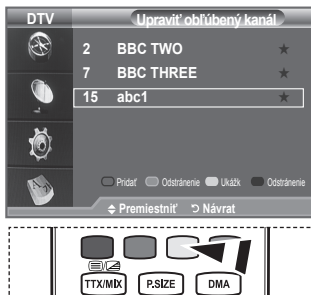 DTV
Upraviť obľúbený kanál
2 BBC TWO ★
7 BBC THREE ★
15 abc1 ★
Pridať Odstránenie Ukážk Odstránenie
Premiestniť Návrat
TTX/MIX P.SIZE DMA